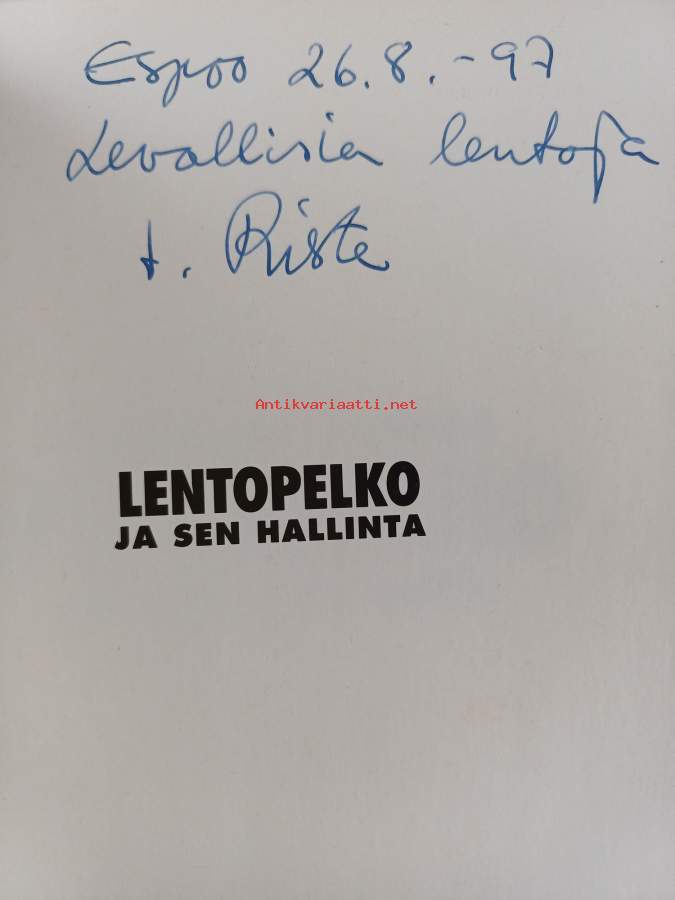 Espoo 26.8.-97
Levollisia lentoja
t. Riste
Antikvariaatti.net
LENTOPELKO
JA SEN HALLINTA